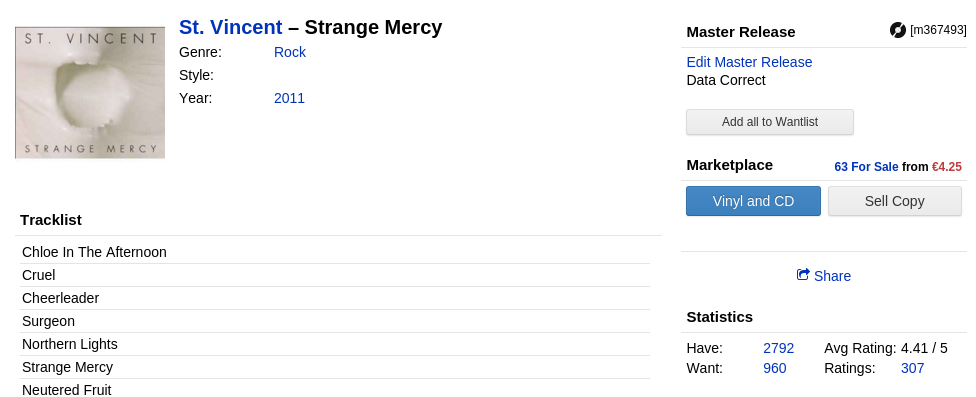 ST. VINCENT
STRANGE MERCY
St. Vincent – Strange Mercy
Genre: Rock
Style:
Year: 2011
Tracklist
Chloe In The Afternoon
Cruel
Cheerleader
Surgeon
Northern Lights
Strange Mercy
Neutered Fruit
Master Release [m367493]
Edit Master Release
Data Correct
Add all to Wantlist
Marketplace 63 For Sale from €4.25
Vinyl and CD Sell Copy
Share
Statistics
Have: 2792 Avg Rating: 4.41 / 5
Want: 960 Ratings: 307